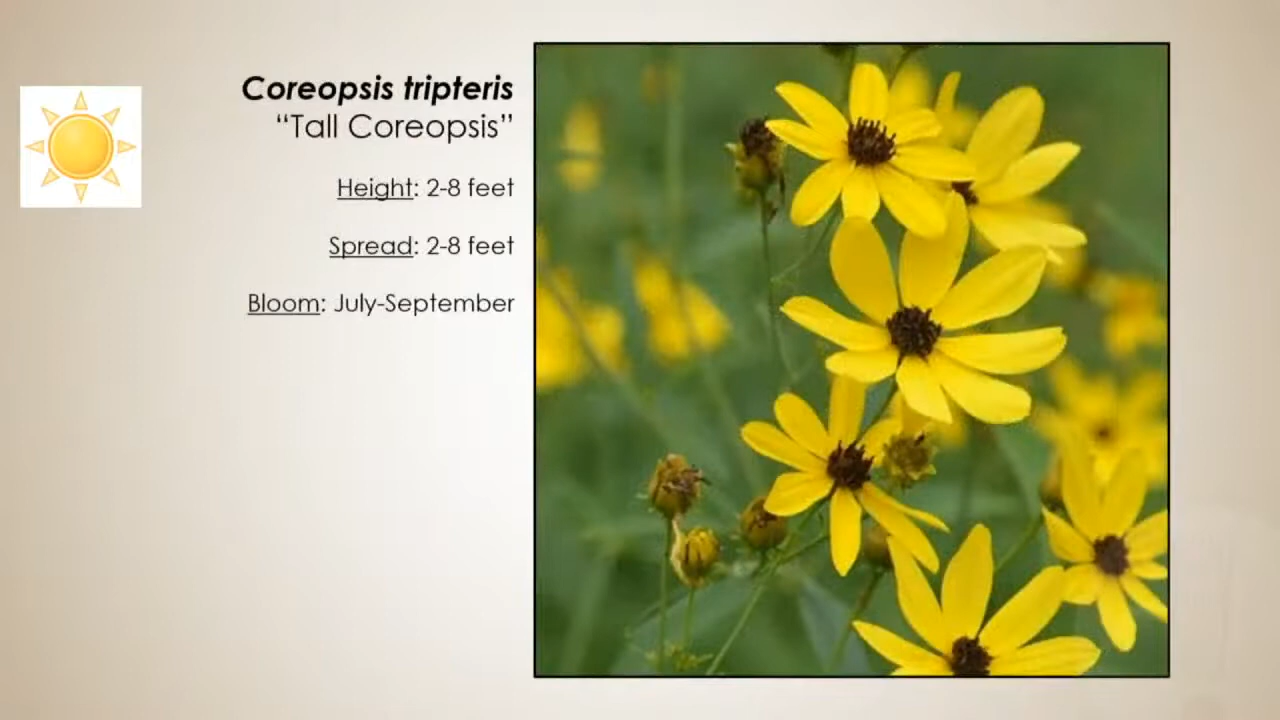 Coreopsis tripteris
“Tall Coreopsis”
Height: 2-8 feet
Spread: 2-8 feet
Bloom: July-September